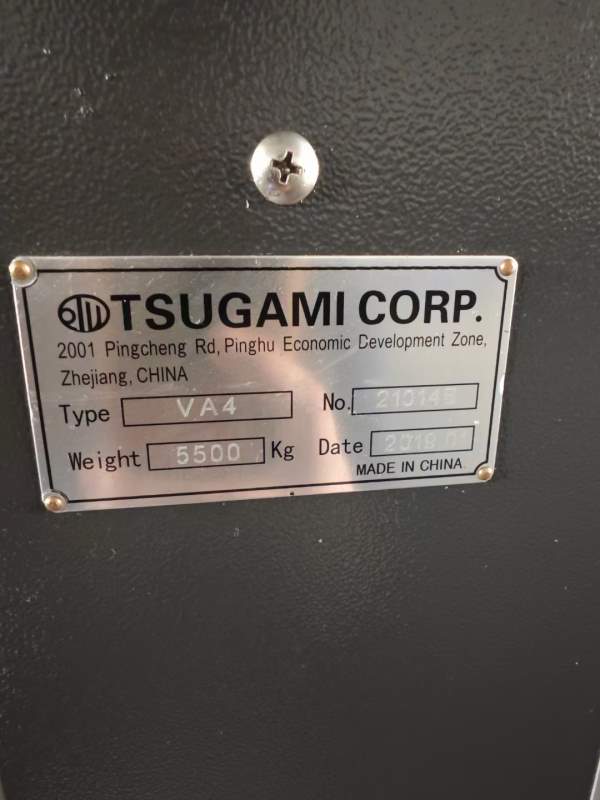 TSUGAMI CORP.
2001 Pingcheng Rd, Pinghu Economic Development Zone,
Zhejiang, CHINA
Type VA4 No.
Weight 5500 Kg Date
MADE IN CHINA